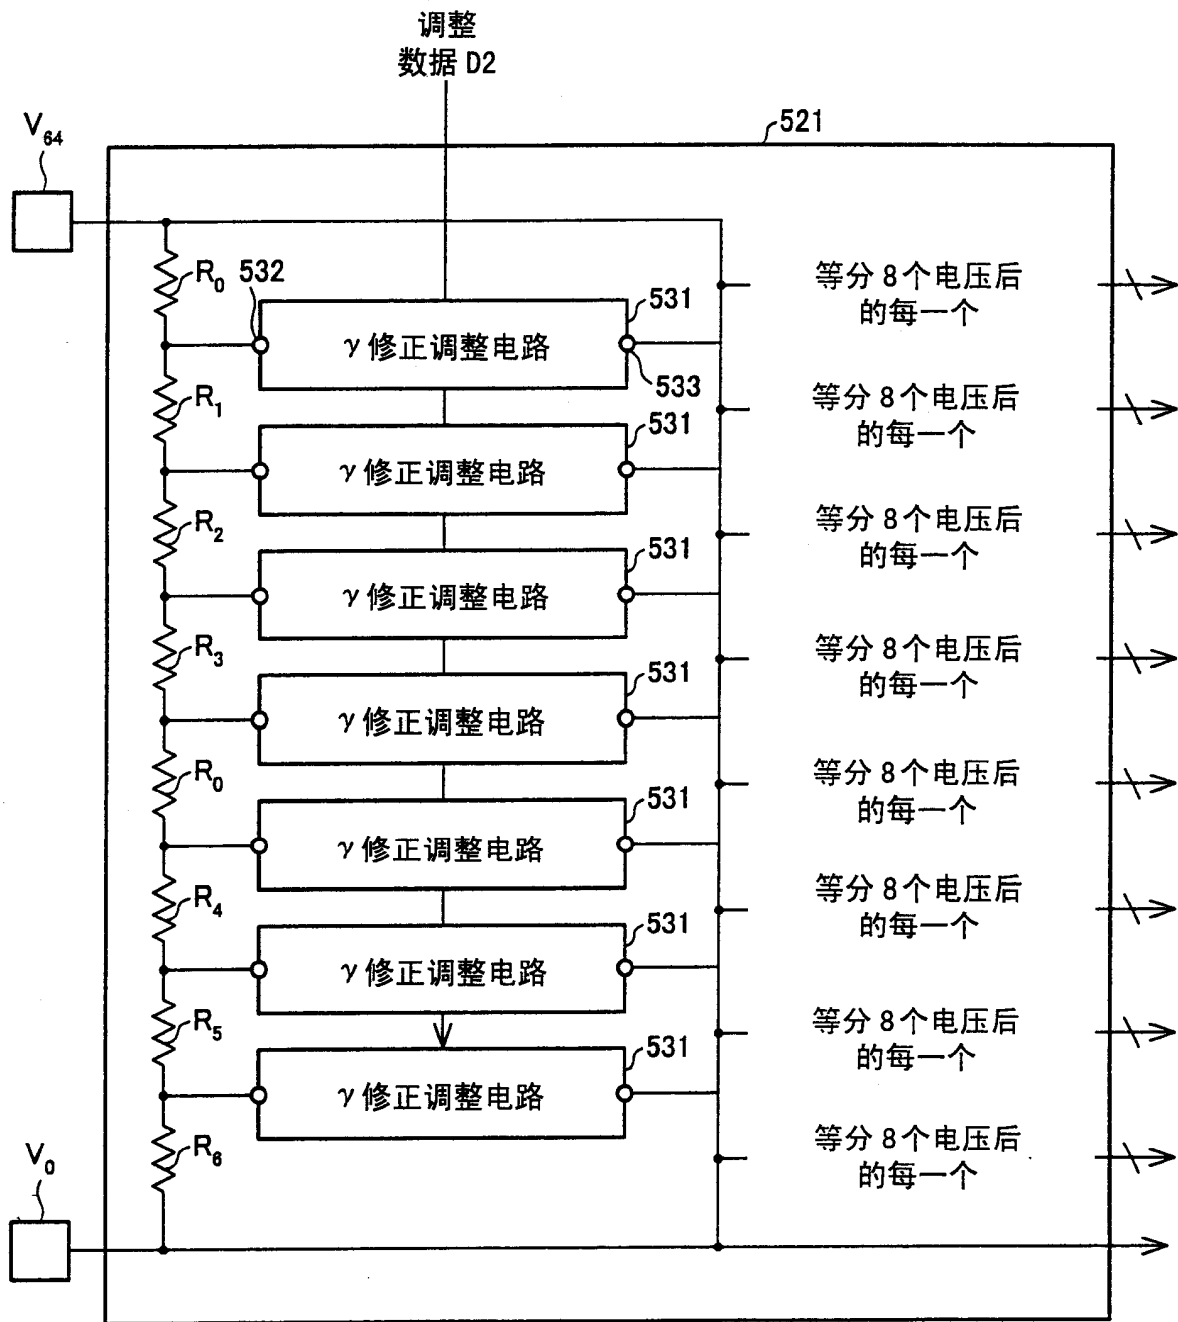 调整
数据 D2
V64
521
R0
532
531
γ 修正调整电路
533
等分 8 个电压后
的每一个
R1
531
γ 修正调整电路
等分 8 个电压后
的每一个
R2
531
γ 修正调整电路
等分 8 个电压后
的每一个
R3
531
γ 修正调整电路
等分 8 个电压后
的每一个
R0
531
γ 修正调整电路
等分 8 个电压后
的每一个
R4
531
γ 修正调整电路
等分 8 个电压后
的每一个
R5
531
γ 修正调整电路
等分 8 个电压后
的每一个
R6
等分 8 个电压后
的每一个
V0